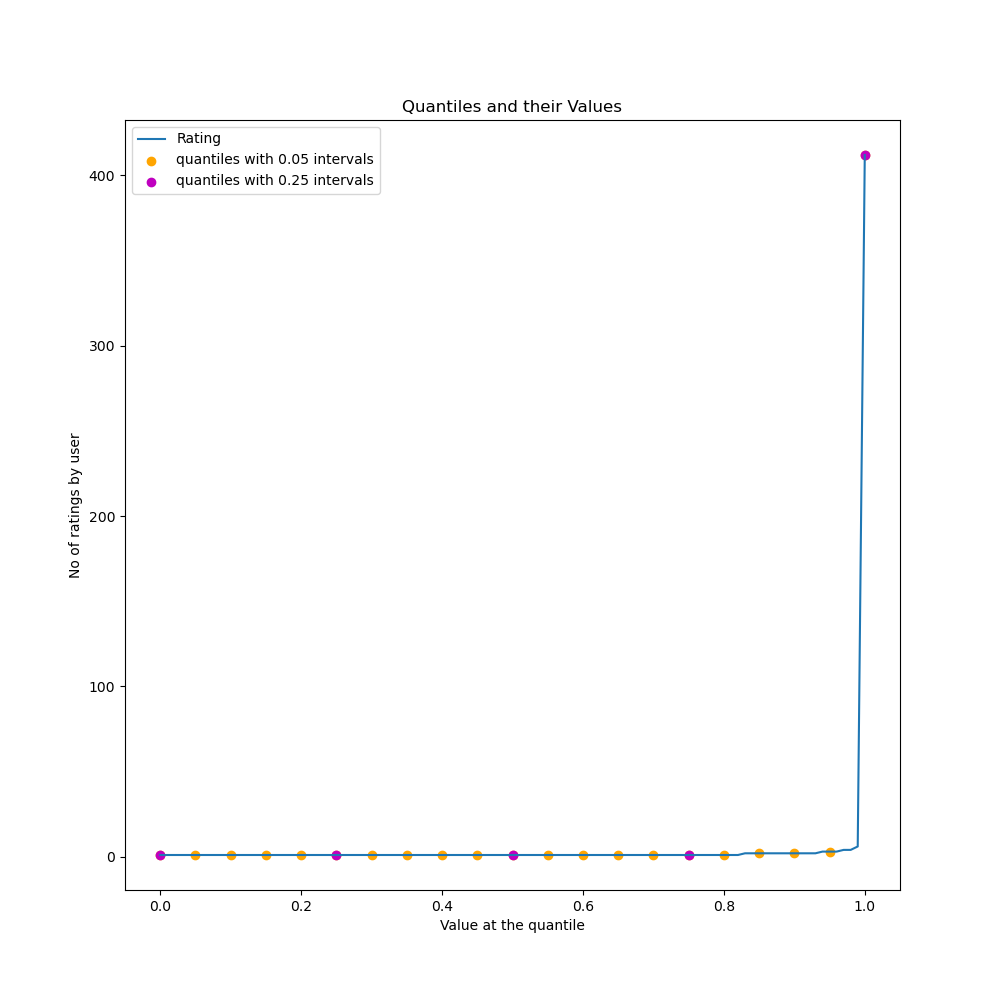 Quantiles and their Values
Rating
quantiles with 0.05 intervals
quantiles with 0.25 intervals
400
300
200
100
0
No of ratings by user
0.0 0.2 0.4 0.6 0.8 1.0
Value at the quantile